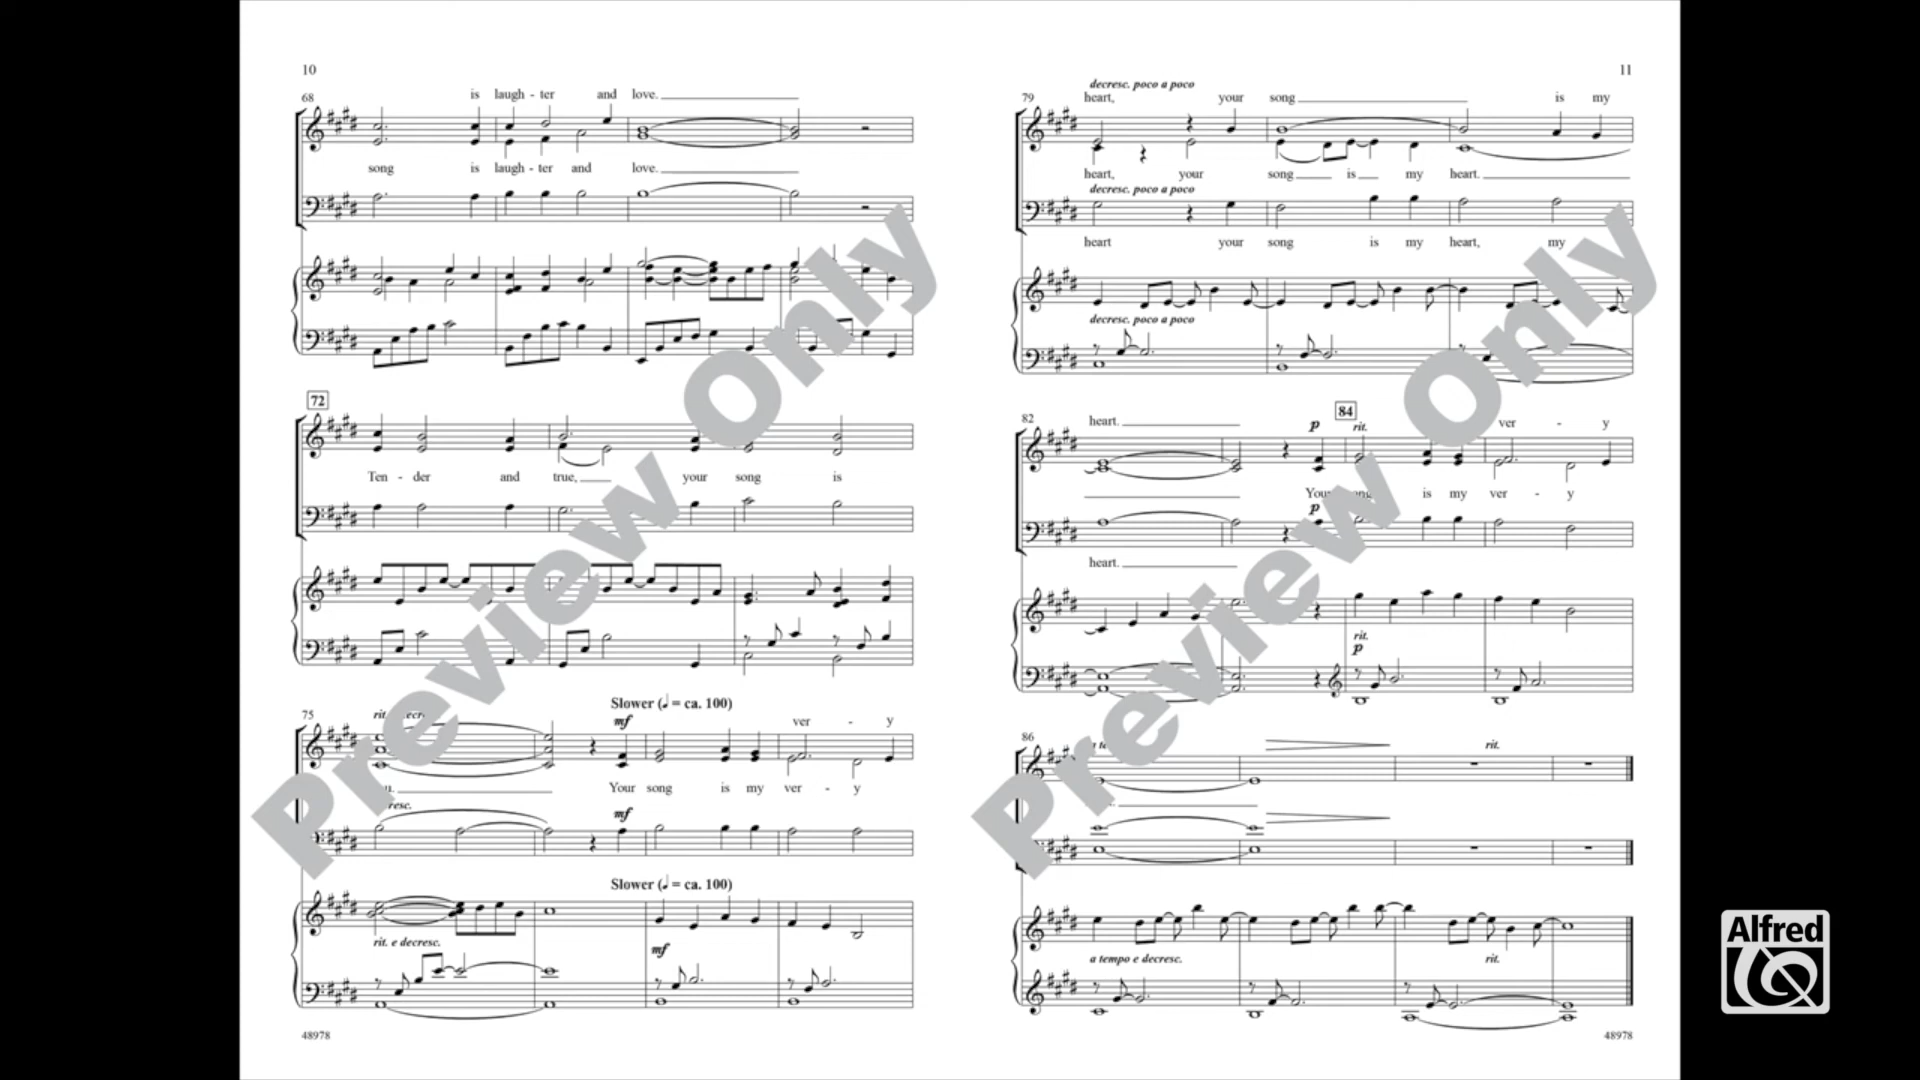 10
68
is laugh - ter and love.
song is laugh - ter and love.
72
Ten - der and true, your song is
Slower (♩ = ca. 100)
75
mf
ver - y
Your song is my ver - y
mf
Slower (♩ = ca. 100)
rit. e decresc.
mf
48978
11
decresc. poco a poco
79
heart, your song is my
heart, your song is my heart.
decresc. poco a poco
heart your song is my heart, my
decresc. poco a poco
84
82
heart.
p
rit.
ver - y
is my ver - y
p
heart.
rit.
p
86
rit.
a tempo e decresc.
rit.
48978
Preview Only
Preview Only
Alfred